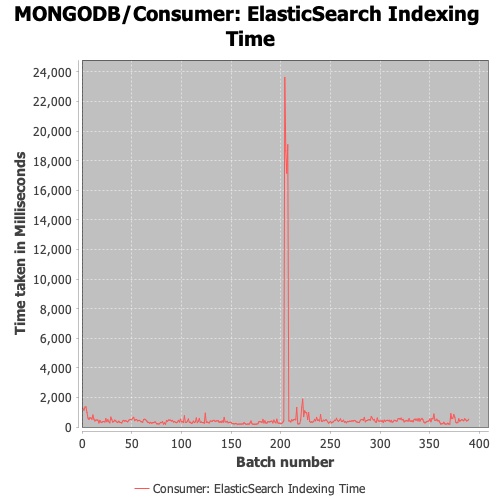 MONGODB/Consumer: ElasticSearch Indexing
Time
24,000
22,000
20,000
18,000
16,000
14,000
12,000
10,000
8,000
6,000
4,000
2,000
0
Time taken in Milliseconds
0 50 100 150 200 250 300 350 400
Batch number
Consumer: ElasticSearch Indexing Time